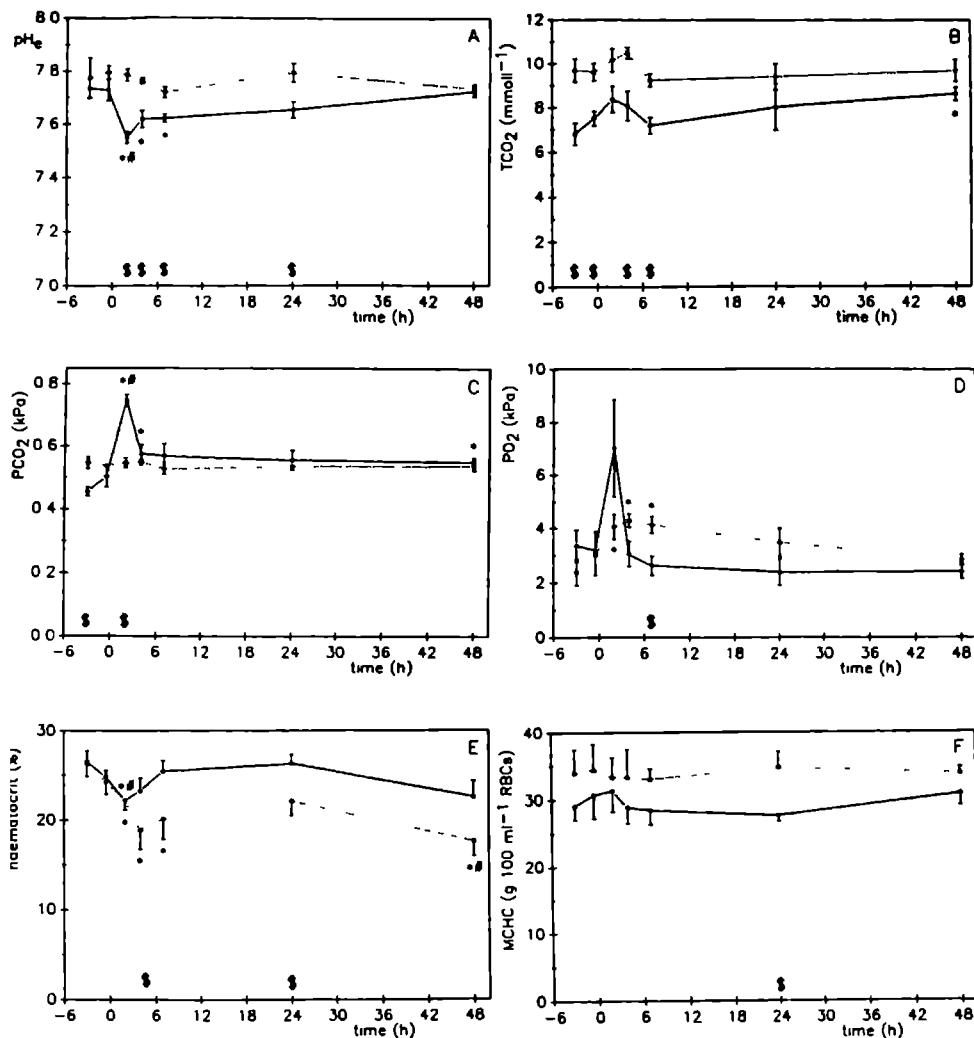 8.0
pHe
7.8
7.6
7.4
7.2
7.0
A
* #
*
*
$ $ $ $
-6 0 6 12 18 24 30 36 42 48
time (h)
12
10
8
6
4
2
0
TCO2 (mmoll−1)
B
*
$ $ $ $
-6 0 6 12 18 24 30 36 42 48
time (h)
0.8
0.6
0.4
0.2
0.0
PCO2 (kPa)
C
* #
*
*
$ $
-6 0 6 12 18 24 30 36 42 48
time (h)
10
8
6
4
2
0
PO2 (kPa)
D
*
*
*
$
-6 0 6 12 18 24 30 36 42 48
time (h)
30
20
10
0
haematocrit (%)
E
* #
*
*
*
* #
$ $
-6 0 6 12 18 24 30 36 42 48
time (h)
40
30
20
10
0
MCHC (g 100 ml−1 RBCs)
F
$
-6 0 6 12 18 24 30 36 42 48
time (h)